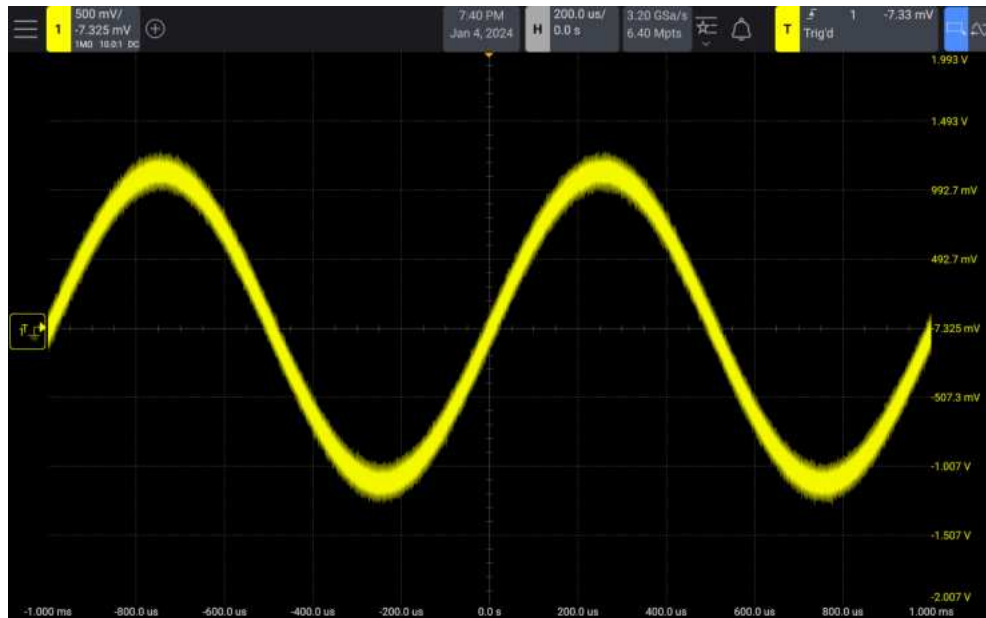 1
500 mV/
-7.325 mV
1MΩ 10.0:1 DC
7:40 PM
Jan 4, 2024
H
200.0 us/
0.0 s
3.20 GSa/s
6.40 Mpts
T
1
-7.33 mV
Trig'd
1.993 V
1.493 V
992.7 mV
492.7 mV
T
-7.325 mV
-507.3 mV
-1.007 V
-1.507 V
-2.007 V
-1.000 ms
-800.0 us
-600.0 us
-400.0 us
-200.0 us
0.0 s
200.0 us
400.0 us
600.0 us
800.0 us
1.000 ms